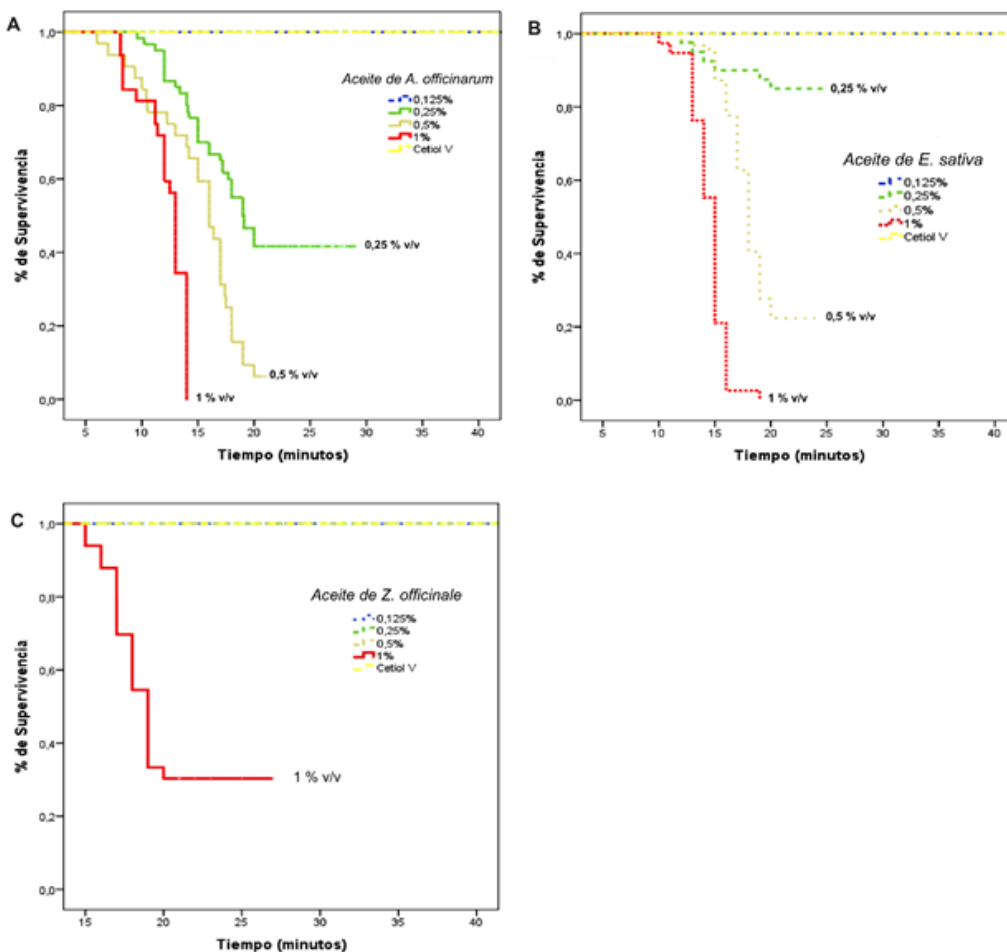 A
% de Supervivencia
1,0
0,8
0,6
0,4
0,2
0,0
Aceite de A. officinarum
0,125%
0,25%
0,5%
1%
Cetiol V
0,25 % v/v
0,5 % v/v
1 % v/v
5 10 15 20 25 30 35 40
Tiempo (minutos)
B
% de Supervivencia
1,0
0,8
0,6
0,4
0,2
0,0
0,25 % v/v
Aceite de E. sativa
0,125%
0,25%
0,5%
1%
Cetiol V
0,5 % v/v
1 % v/v
5 10 15 20 25 30 35 40
Tiempo (minutos)
C
% de Supervivencia
1,0
0,8
0,6
0,4
0,2
0,0
Aceite de Z. officinale
0,125%
0,25%
0,5%
1%
Cetiol V
1 % v/v
15 20 25 30 35 40
Tiempo (minutos)